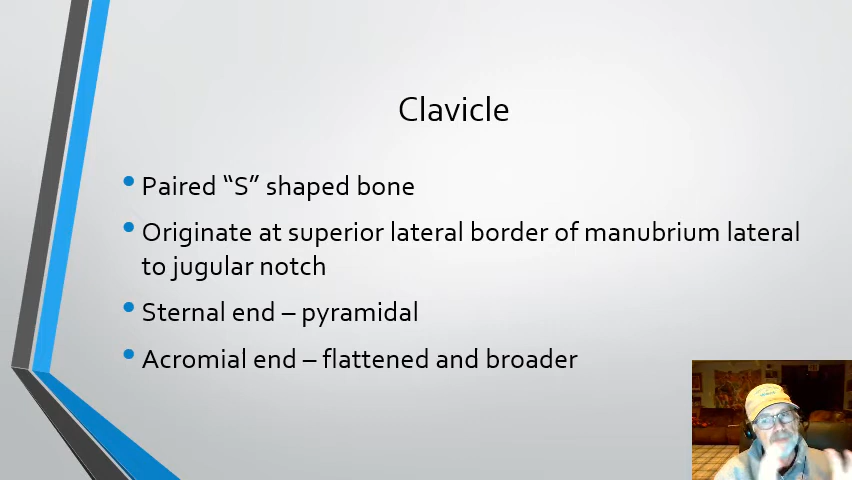 Clavicle
• Paired “S” shaped bone
• Originate at superior lateral border of manubrium lateral
to jugular notch
• Sternal end – pyramidal
• Acromial end – flattened and broader